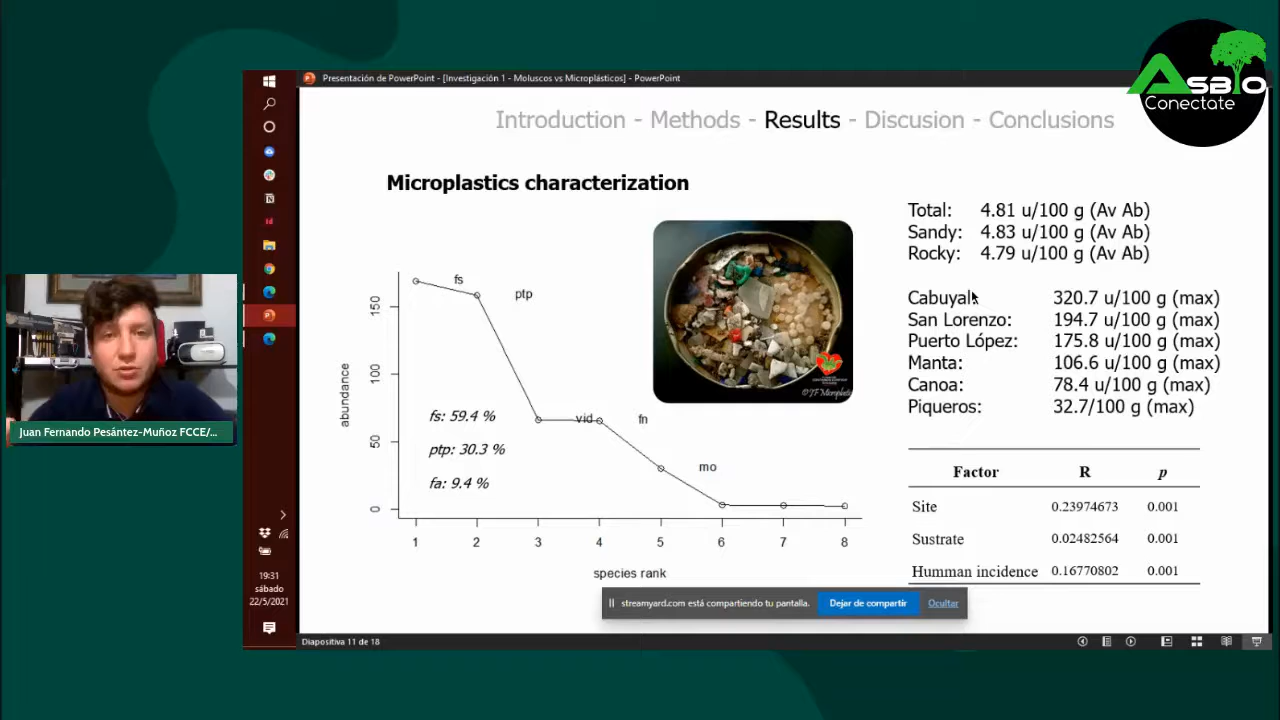 Presentación de PowerPoint - [Investigación 1 - Moluscos vs Microplásticos] - PowerPoint
Asbio
Conectate
Introduction - Methods - Results - Discusion - Conclusions
Microplastics characterization
Total: 4.81 u/100 g (Av Ab)
Sandy: 4.83 u/100 g (Av Ab)
Rocky: 4.79 u/100 g (Av Ab)
Cabuyal: 320.7 u/100 g (max)
San Lorenzo: 194.7 u/100 g (max)
Puerto López: 175.8 u/100 g (max)
Manta: 106.6 u/100 g (max)
Canoa: 78.4 u/100 g (max)
Piqueros: 32.7/100 g (max)
abundance
150
100
50
0
fs
ptp
vid
fn
mo
fs: 59.4 %
ptp: 30.3 %
fa: 9.4 %
1 2 3 4 5 6 7 8
species rank
Factor R p
Site 0.23974673 0.001
Sustrate 0.02482564 0.001
Humman incidence 0.16770802 0.001
Juan Fernando Pesántez-Muñoz FCCE/...
streamyard.com está compartiendo tu pantalla. Dejar de compartir Ocultar
19:31
sábado
22/5/2021
Diapositiva 11 de 18